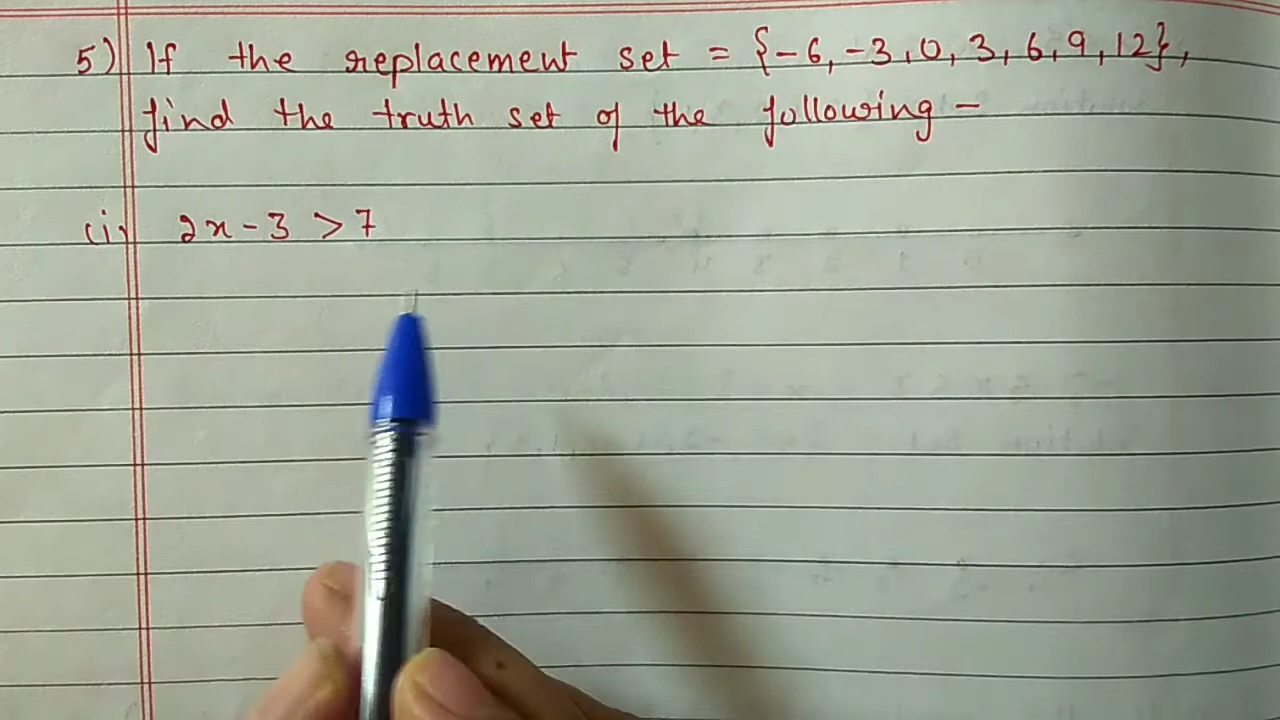 5) If the replacement set = {-6, -3, 0, 3, 6, 9, 12},
find the truth set of the following -
(i) 2x - 3 > 7